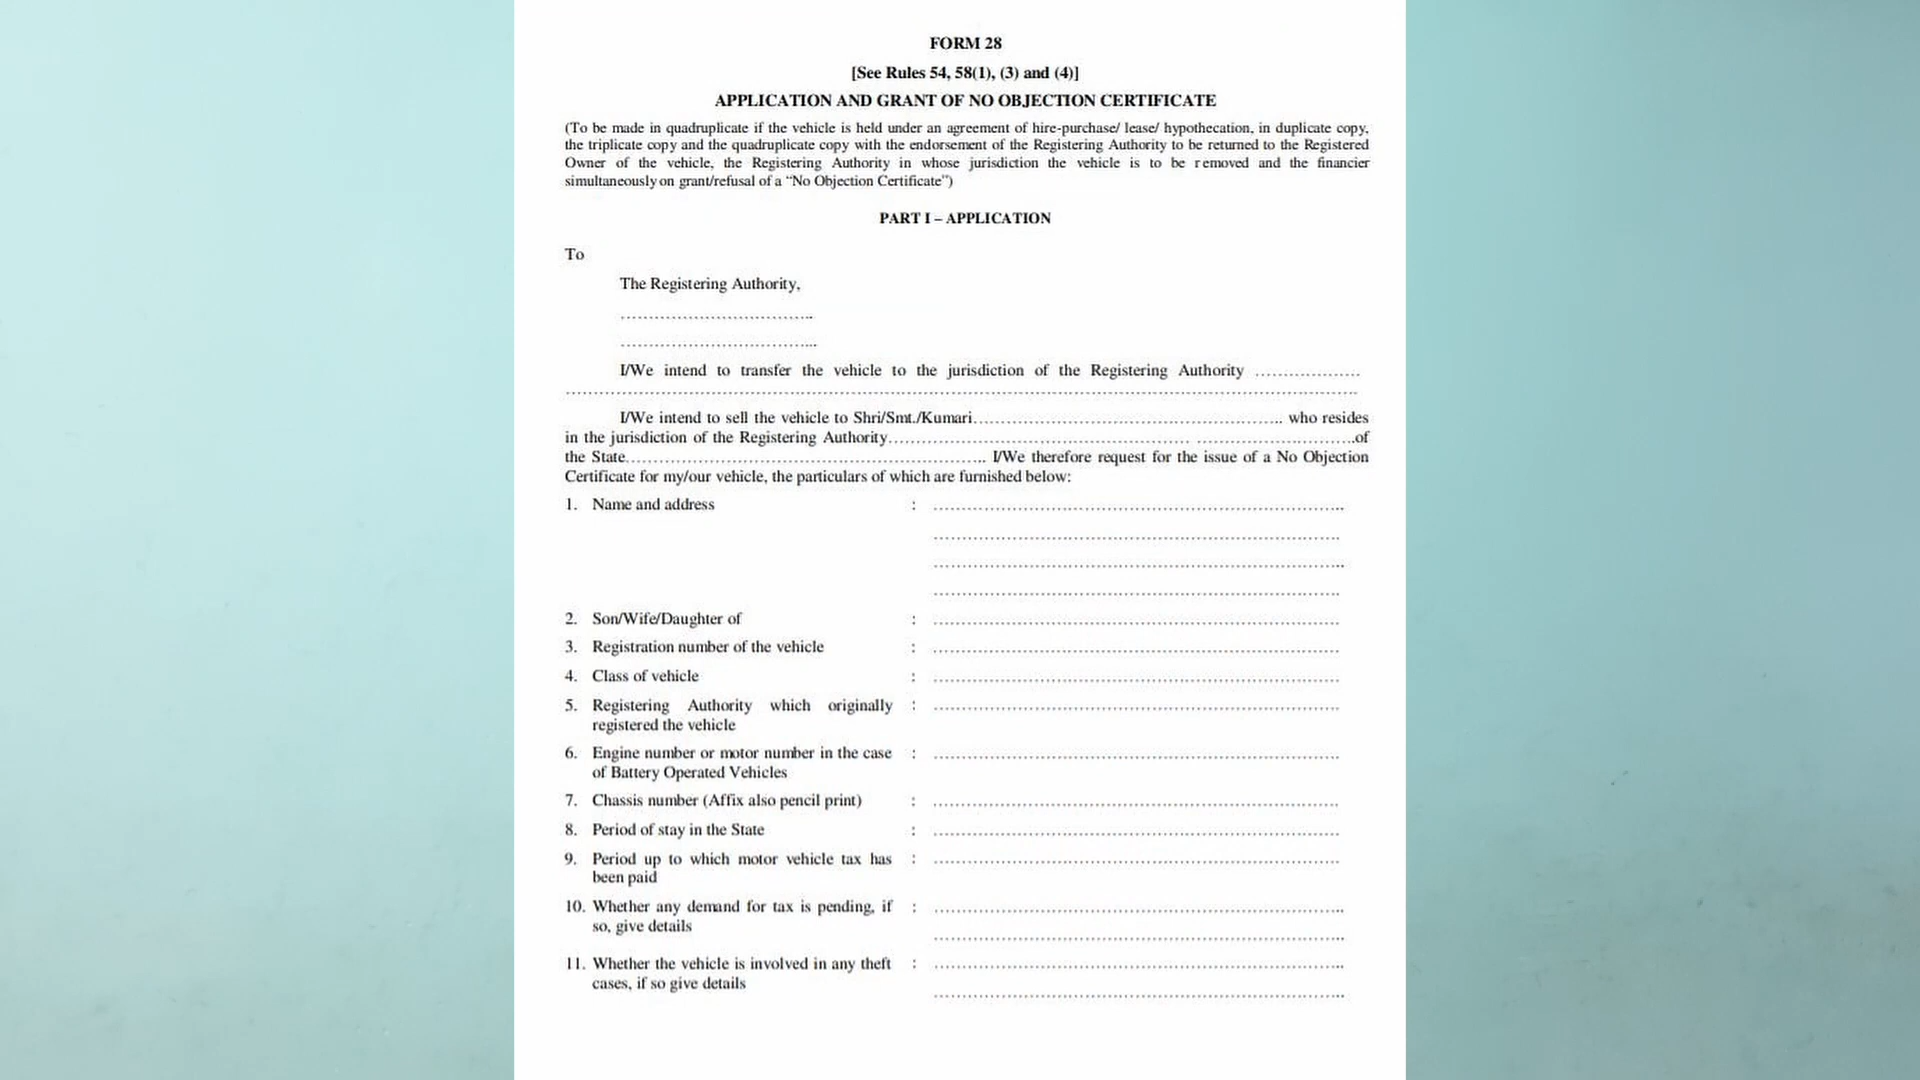 FORM 28
[See Rules 54, 58(1), (3) and (4)]
APPLICATION AND GRANT OF NO OBJECTION CERTIFICATE
(To be made in quadruplicate if the vehicle is held under an agreement of hire-purchase/ lease/ hypothecation, in duplicate copy,
the triplicate copy and the quadruplicate copy with the endorsement of the Registering Authority to be returned to the Registered
Owner of the vehicle, the Registering Authority in whose jurisdiction the vehicle is to be removed and the financier
simultaneously on grant/refusal of a “No Objection Certificate”)
PART I – APPLICATION
To
The Registering Authority,
……………………………..
……………………………...
I/We intend to transfer the vehicle to the jurisdiction of the Registering Authority ……………….
……………………………………………………………………………………………………………………………….
I/We intend to sell the vehicle to Shri/Smt./Kumari……………………………………………….. who resides
in the jurisdiction of the Registering Authority……………………………………………… ……………………….of
the State……………………………………………………….. I/We therefore request for the issue of a No Objection
Certificate for my/our vehicle, the particulars of which are furnished below:
1. Name and address : ………………………………………………………………..
……………………………………………………………….
………………………………………………………………..
……………………………………………………………….
2. Son/Wife/Daughter of : ……………………………………………………………….
3. Registration number of the vehicle : ……………………………………………………………….
4. Class of vehicle : ……………………………………………………………….
5. Registering Authority which originally : ……………………………………………………………….
registered the vehicle
6. Engine number or motor number in the case : ……………………………………………………………….
of Battery Operated Vehicles
7. Chassis number (Affix also pencil print) : ……………………………………………………………….
8. Period of stay in the State : ……………………………………………………………….
9. Period up to which motor vehicle tax has : ……………………………………………………………….
been paid
10. Whether any demand for tax is pending, if : ………………………………………………………………..
so, give details ………………………………………………………………..
11. Whether the vehicle is involved in any theft : ………………………………………………………………..
cases, if so give details ………………………………………………………………..